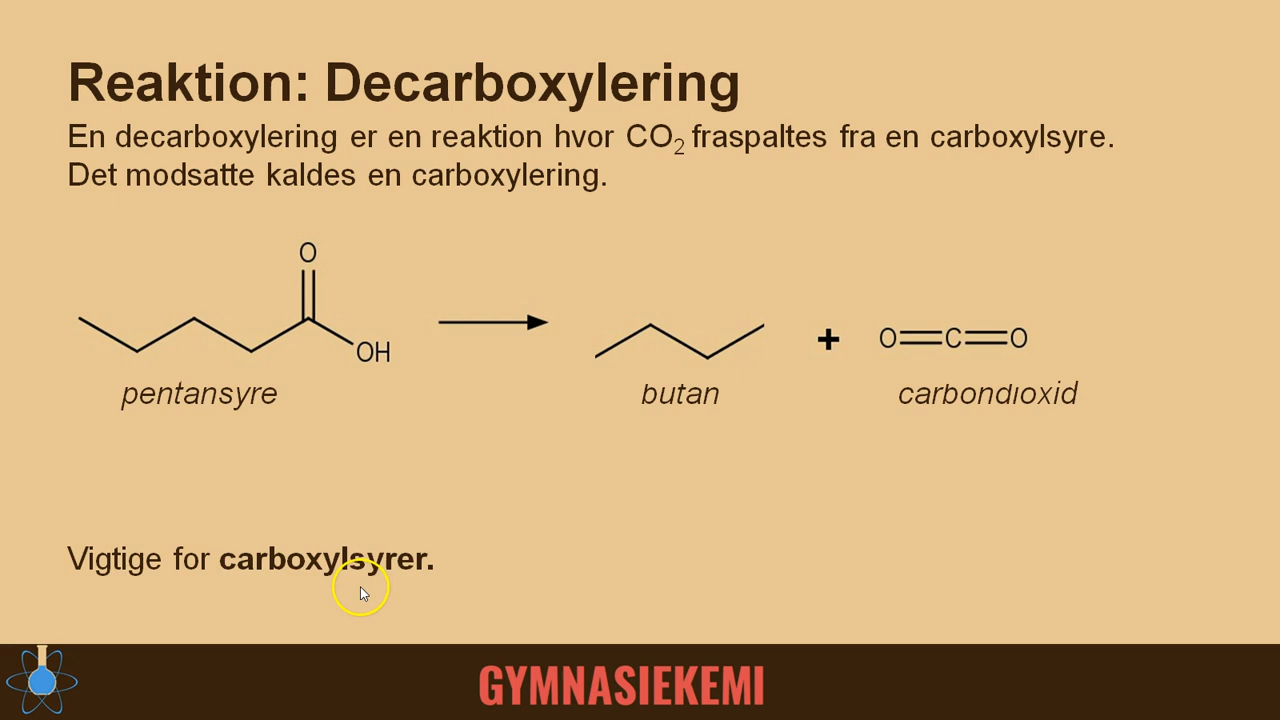 Reaktion: Decarboxylering
En decarboxylering er en reaktion hvor CO₂ fraspaltes fra en carboxylsyre.
Det modsatte kaldes en carboxylering.
O
OH
+
O=C=O
pentansyre
butan
carbondioxid
Vigtige for carboxylsyrer.
GYMNASIEKEMI